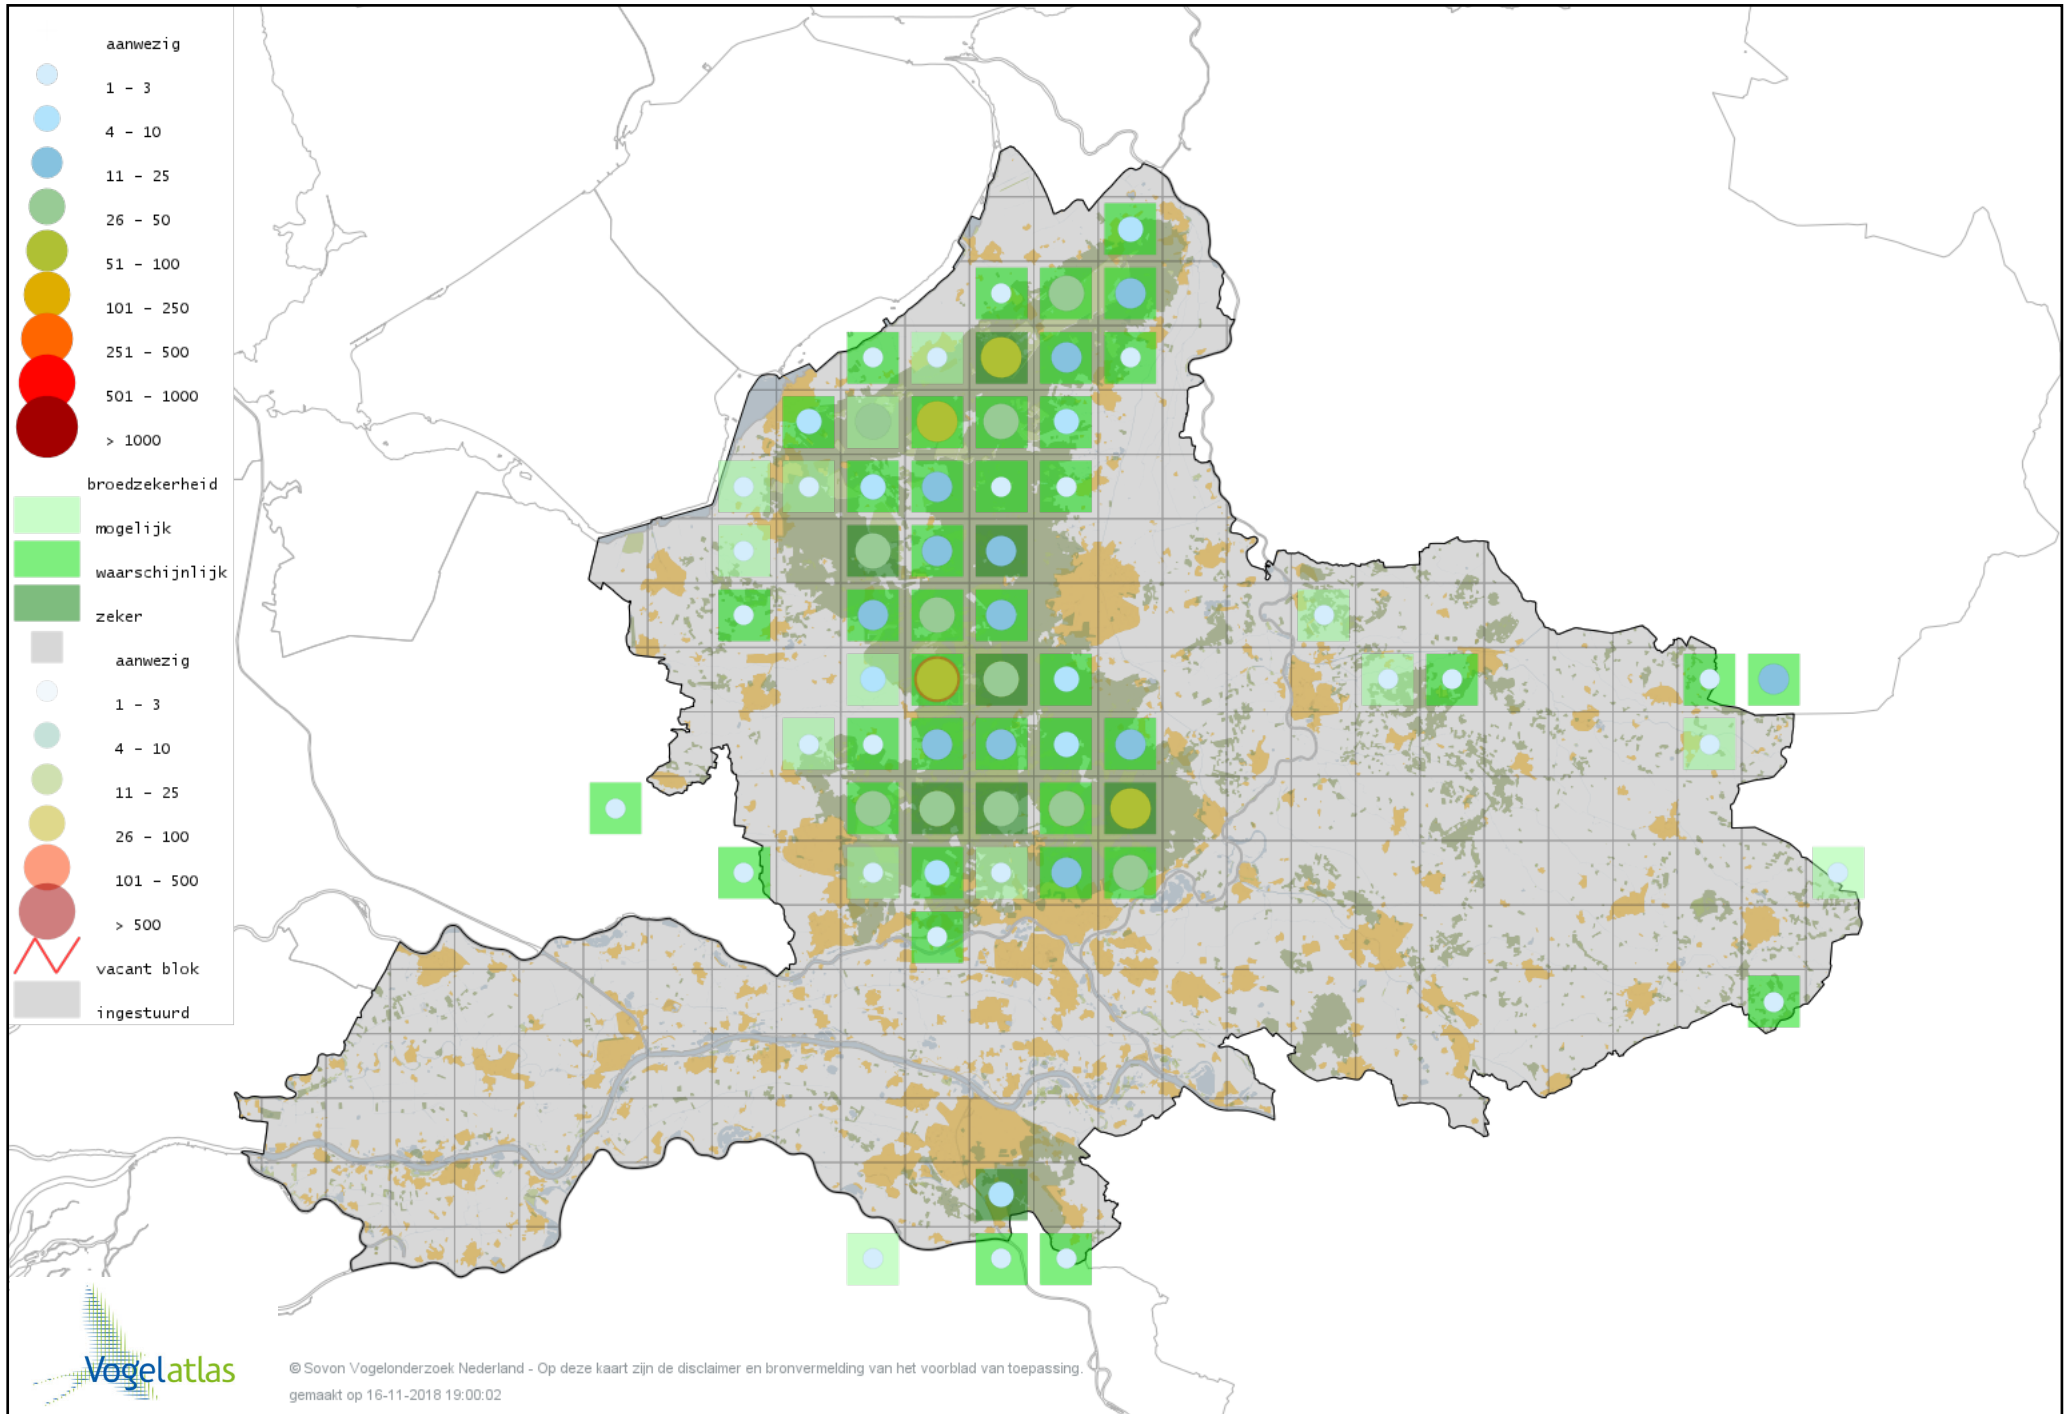 aanwezig
1 - 3
4 - 10
11 - 25
26 - 50
51 - 100
101 - 250
251 - 500
501 - 1000
> 1000
broedzekerheid
mogelijk
waarschijnlijk
zeker
aanwezig
1 - 3
4 - 10
11 - 25
26 - 100
101 - 500
> 500
vacant blok
ingestuurd
Vogelatlas
© Sovon Vogelonderzoek Nederland - Op deze kaart zijn de disclaimer en bronvermelding van het voorblad van toepassing.
gemaakt op 16-11-2018 19:00:02